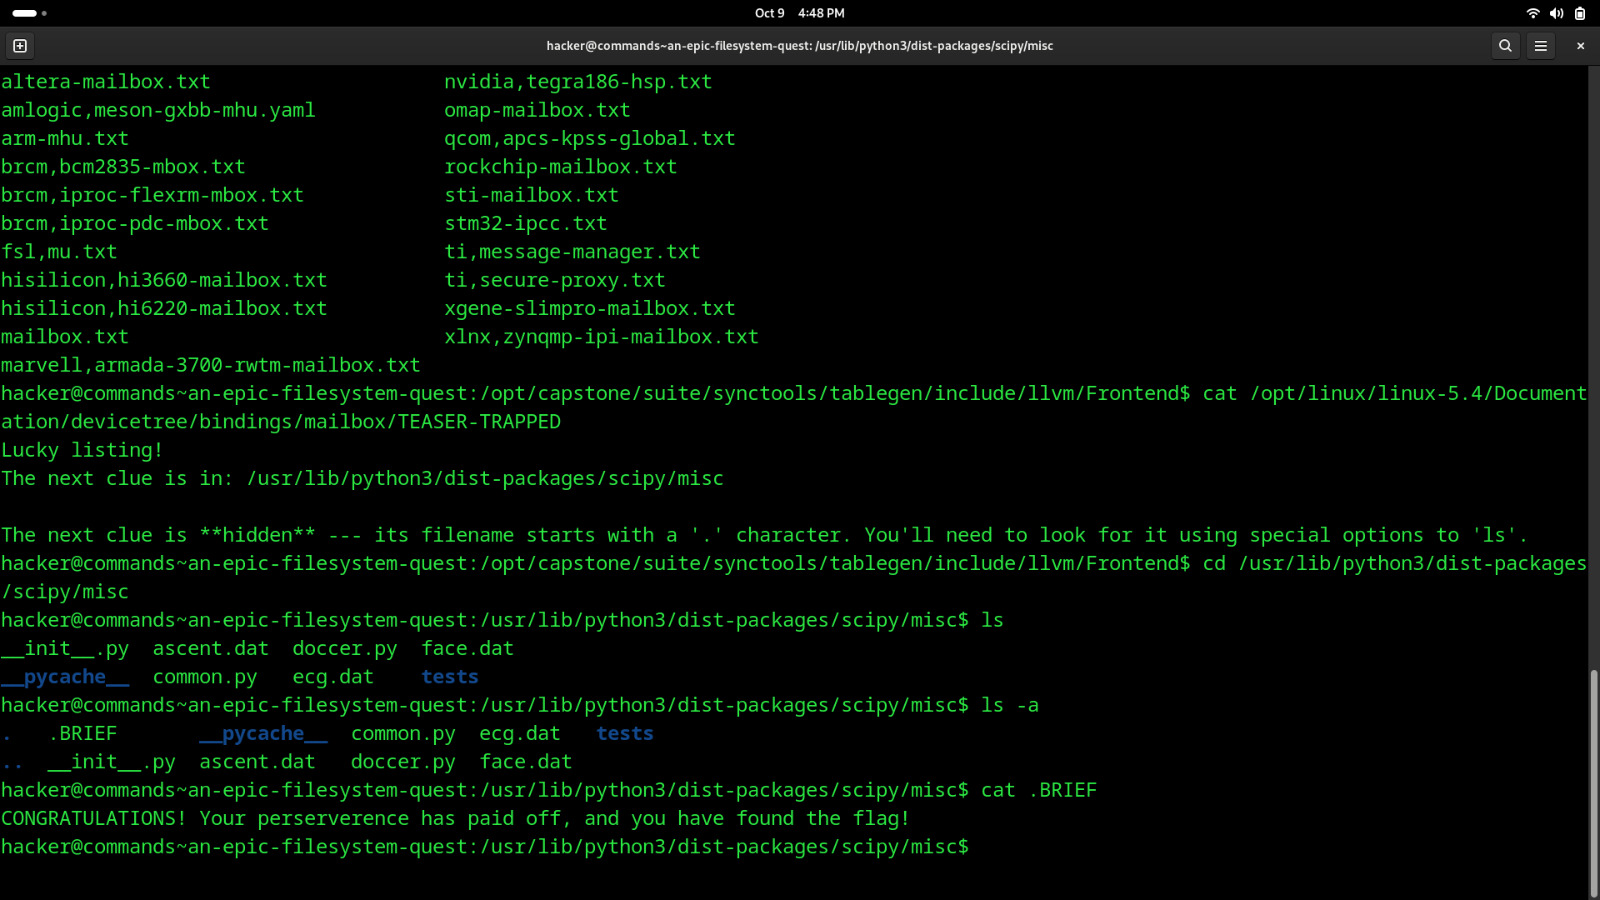 Oct 9 4:48 PM
hacker@commands~an-epic-filesystem-quest: /usr/lib/python3/dist-packages/scipy/misc
altera-mailbox.txt nvidia,tegra186-hsp.txt
amlogic,meson-gxbb-mhu.yaml omap-mailbox.txt
arm-mhu.txt qcom,apcs-kpss-global.txt
brcm,bcm2835-mbox.txt rockchip-mailbox.txt
brcm,iproc-flexrm-mbox.txt sti-mailbox.txt
brcm,iproc-pdc-mbox.txt stm32-ipcc.txt
fsl,mu.txt ti,message-manager.txt
hisilicon,hi3660-mailbox.txt ti,secure-proxy.txt
hisilicon,hi6220-mailbox.txt xgene-slimpro-mailbox.txt
mailbox.txt xlnx,zynqmp-ipi-mailbox.txt
marvell,armada-3700-rwtm-mailbox.txt
hacker@commands~an-epic-filesystem-quest:/opt/capstone/suite/synctools/tablegen/include/llvm/Frontend$ cat /opt/linux/linux-5.4/Document
ation/devicetree/bindings/mailbox/TEASER-TRAPPED
Lucky listing!
The next clue is in: /usr/lib/python3/dist-packages/scipy/misc
The next clue is **hidden** --- its filename starts with a '.' character. You'll need to look for it using special options to 'ls'.
hacker@commands~an-epic-filesystem-quest:/opt/capstone/suite/synctools/tablegen/include/llvm/Frontend$ cd /usr/lib/python3/dist-packages
/scipy/misc
hacker@commands~an-epic-filesystem-quest:/usr/lib/python3/dist-packages/scipy/misc$ ls
__init__.py ascent.dat doccer.py face.dat
__pycache__ common.py ecg.dat tests
hacker@commands~an-epic-filesystem-quest:/usr/lib/python3/dist-packages/scipy/misc$ ls -a
. .BRIEF __pycache__ common.py ecg.dat tests
.. __init__.py ascent.dat doccer.py face.dat
hacker@commands~an-epic-filesystem-quest:/usr/lib/python3/dist-packages/scipy/misc$ cat .BRIEF
CONGRATULATIONS! Your perserverence has paid off, and you have found the flag!
hacker@commands~an-epic-filesystem-quest:/usr/lib/python3/dist-packages/scipy/misc$